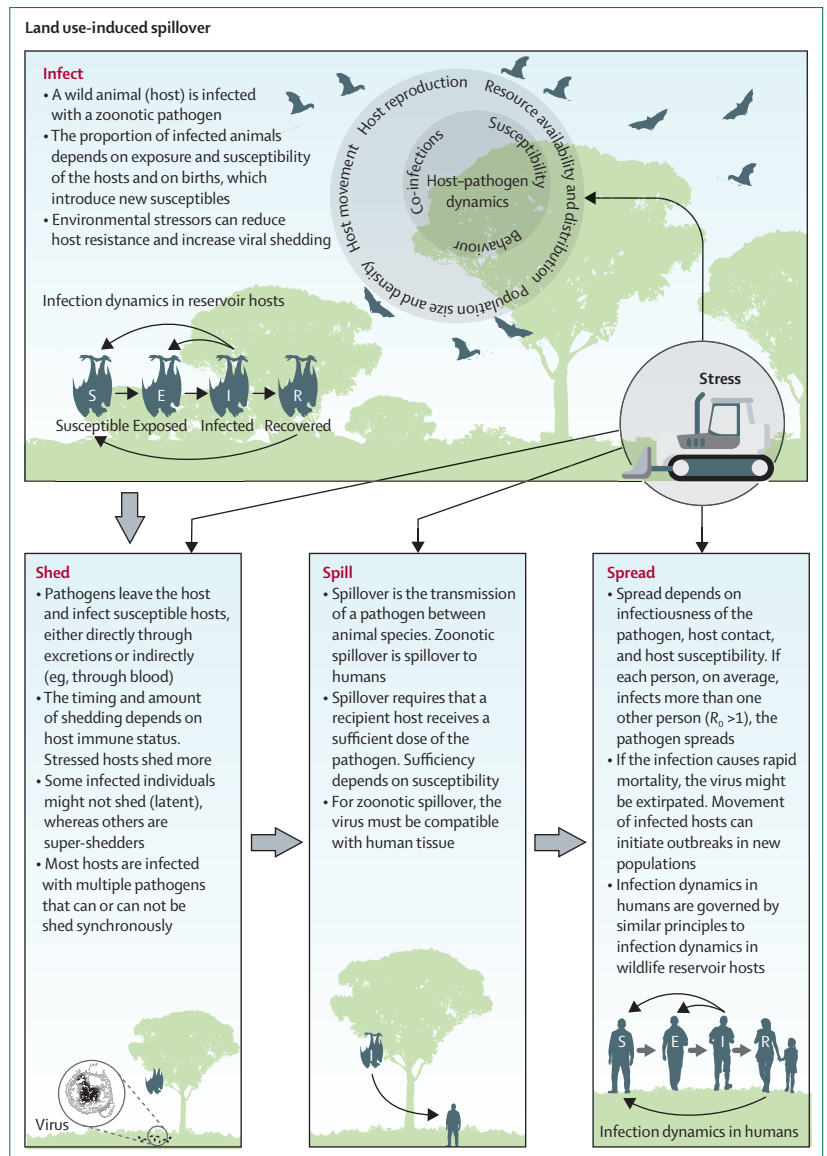 Land use-induced spillover
Infect
• A wild animal (host) is infected
with a zoonotic pathogen
• The proportion of infected animals
depends on exposure and susceptibility
of the hosts and on births, which
introduce new susceptibles
• Environmental stressors can reduce
host resistance and increase viral shedding
Host movement
Host reproduction
Resource availability and distribution
Population size and density
Co-infections
Susceptibility
Behaviour
Host–pathogen
dynamics
Infection dynamics in reservoir hosts
S E I R
Susceptible Exposed Infected Recovered
Stress
Shed
• Pathogens leave the host
and infect susceptible hosts,
either directly through
excretions or indirectly
(eg, through blood)
• The timing and amount
of shedding depends on
host immune status.
Stressed hosts shed more
• Some infected individuals
might not shed (latent),
whereas others are
super-shedders
• Most hosts are infected
with multiple pathogens
that can or can not be
shed synchronously
Virus
Spill
• Spillover is the transmission
of a pathogen between
animal species. Zoonotic
spillover is spillover to
humans
• Spillover requires that a
recipient host receives a
sufficient dose of the
pathogen. Sufficiency
depends on susceptibility
• For zoonotic spillover, the
virus must be compatible
with human tissue
Spread
• Spread depends on
infectiousness of the
pathogen, host contact,
and host susceptibility. If
each person, on average,
infects more than one
other person (R₀ >1), the
pathogen spreads
• If the infection causes rapid
mortality, the virus might
be extirpated. Movement
of infected hosts can
initiate outbreaks in new
populations
• Infection dynamics in
humans are governed by
similar principles to
infection dynamics in
wildlife reservoir hosts
S E I R
Infection dynamics in humans